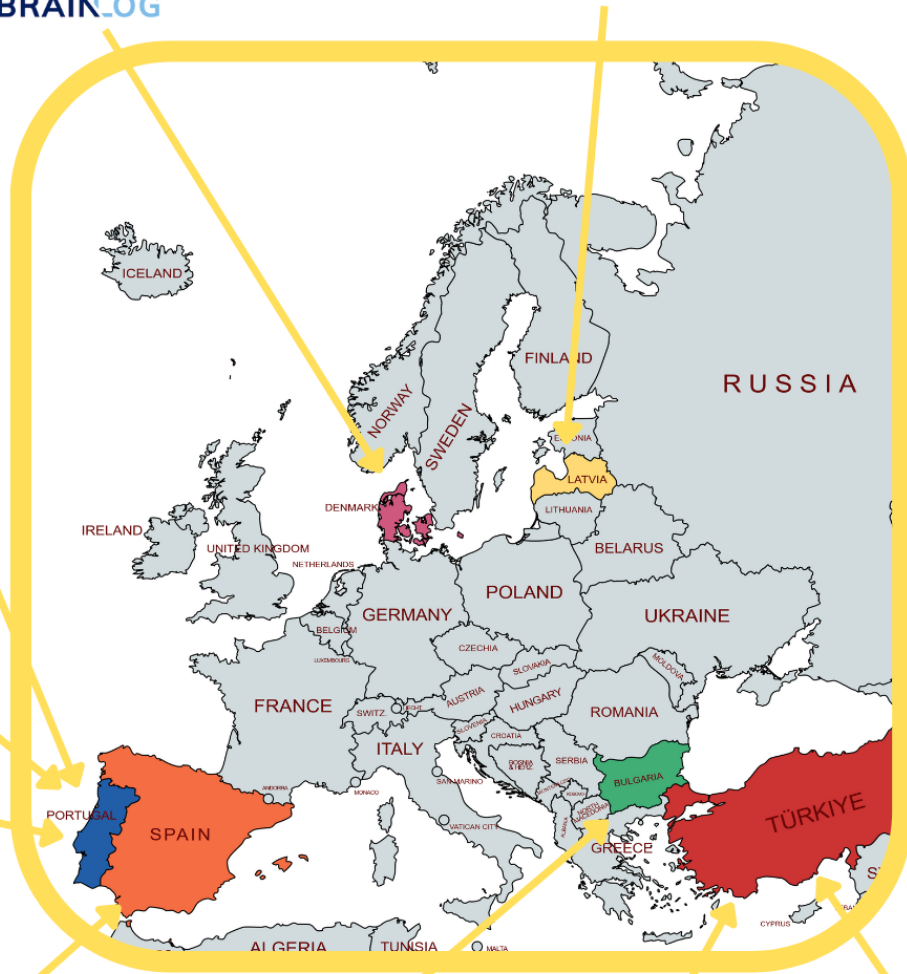 BRAINLOG
ICELAND
FINLAND
RUSSIA
NORWAY
SWEDEN
LATVIA
DENMARK
LITHUANIA
IRELAND
UNITED KINGDOM
BELARUS
NETHERLANDS
POLAND
GERMANY
UKRAINE
BELGIUM
CZECHIA
LUXEMBOURG
SLOVAKIA
MOLDOVA
AUSTRIA
HUNGARY
FRANCE
SWITZ.
ROMANIA
SLOVENIA
CROATIA
ITALY
SERBIA
BOSNIA
& HERZ.
BULGARIA
SAN MARINO
ANDORRA
MONACO
KOSOVO
NORTH
MACEDONIA
TÜRKIYE
PORTUGAL
SPAIN
VATICAN CITY
ALBANIA
GREECE
CYPRUS
ALGERIA
TUNISIA
MALTA